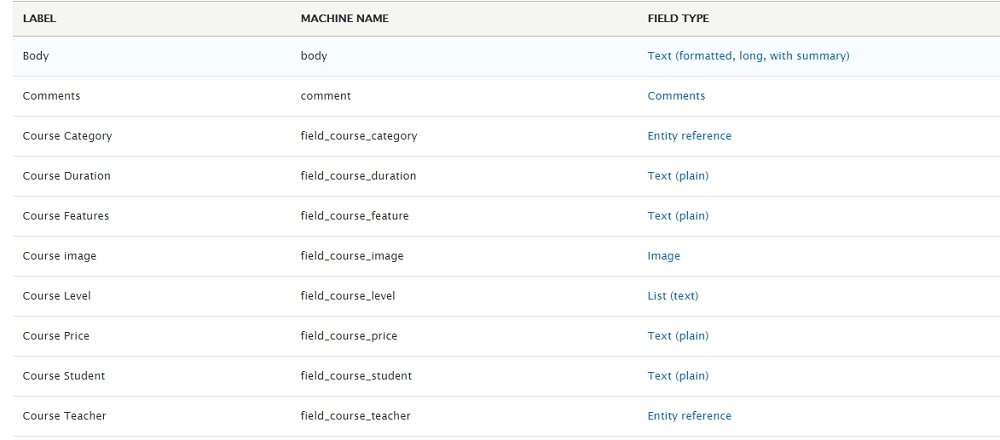 LABEL MACHINE NAME FIELD TYPE
Body body Text (formatted, long, with summary)
Comments comment Comments
Course Category field_course_category Entity reference
Course Duration field_course_duration Text (plain)
Course Features field_course_feature Text (plain)
Course image field_course_image Image
Course Level field_course_level List (text)
Course Price field_course_price Text (plain)
Course Student field_course_student Text (plain)
Course Teacher field_course_teacher Entity reference